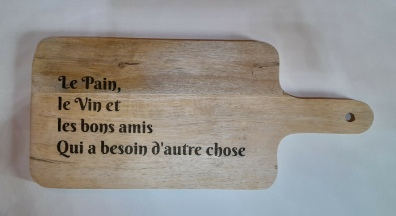 Le Pain,
le Vin et
les bons amis
Qui a besoin d'autre chose